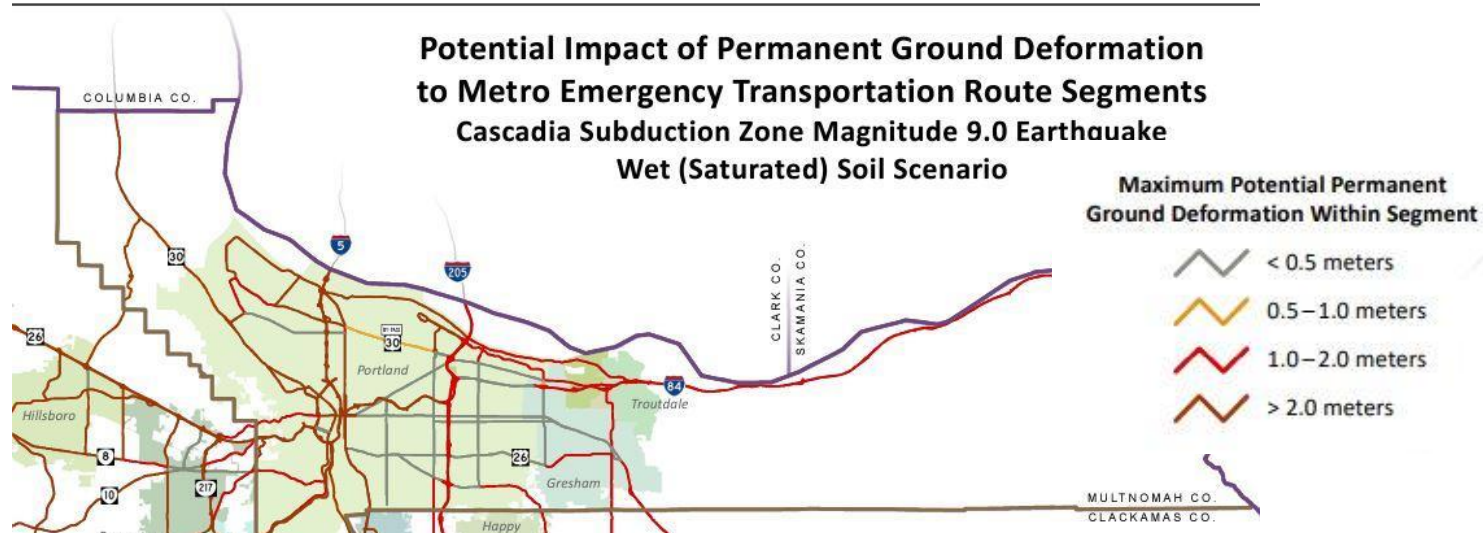 Potential Impact of Permanent Ground Deformation
to Metro Emergency Transportation Route Segments
Cascadia Subduction Zone Magnitude 9.0 Earthquake
Wet (Saturated) Soil Scenario
COLUMBIA CO.
Maximum Potential Permanent
Ground Deformation Within Segment
< 0.5 meters
0.5–1.0 meters
1.0–2.0 meters
> 2.0 meters
CLARK CO.
SKAMANIA CO.
5
30
205
26
30
Portland
84
Troutdale
Hillsboro
8
26
217
10
Gresham
Happy
MULTNOMAH CO.
CLACKAMAS CO.